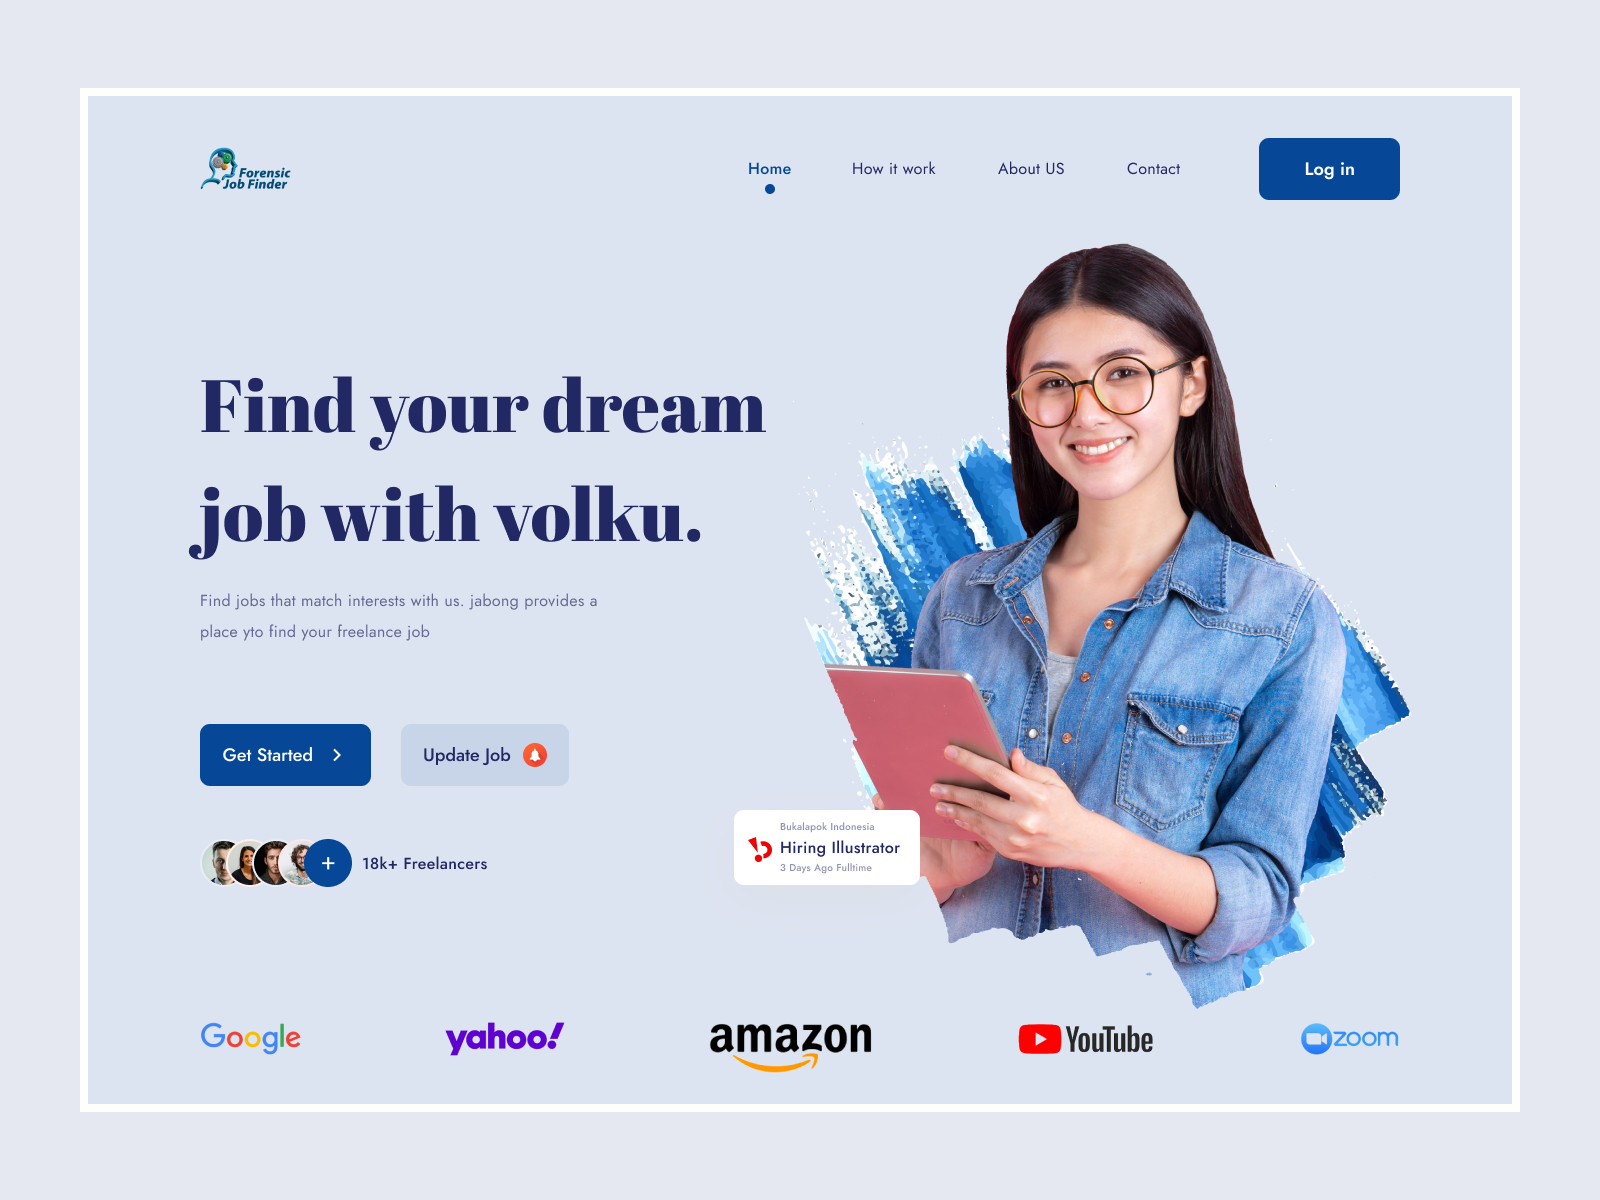 Forensic
Job Finder
Home
How it work
About US
Contact
Log in
Find your dream
job with volku.
Find jobs that match interests with us. jabong provides a
place yto find your freelance job
Get Started
Update Job
+
18k+ Freelancers
Bukalapok Indonesia
Hiring Illustrator
3 Days Ago Fulltime
Google
yahoo!
amazon
YouTube
zoom